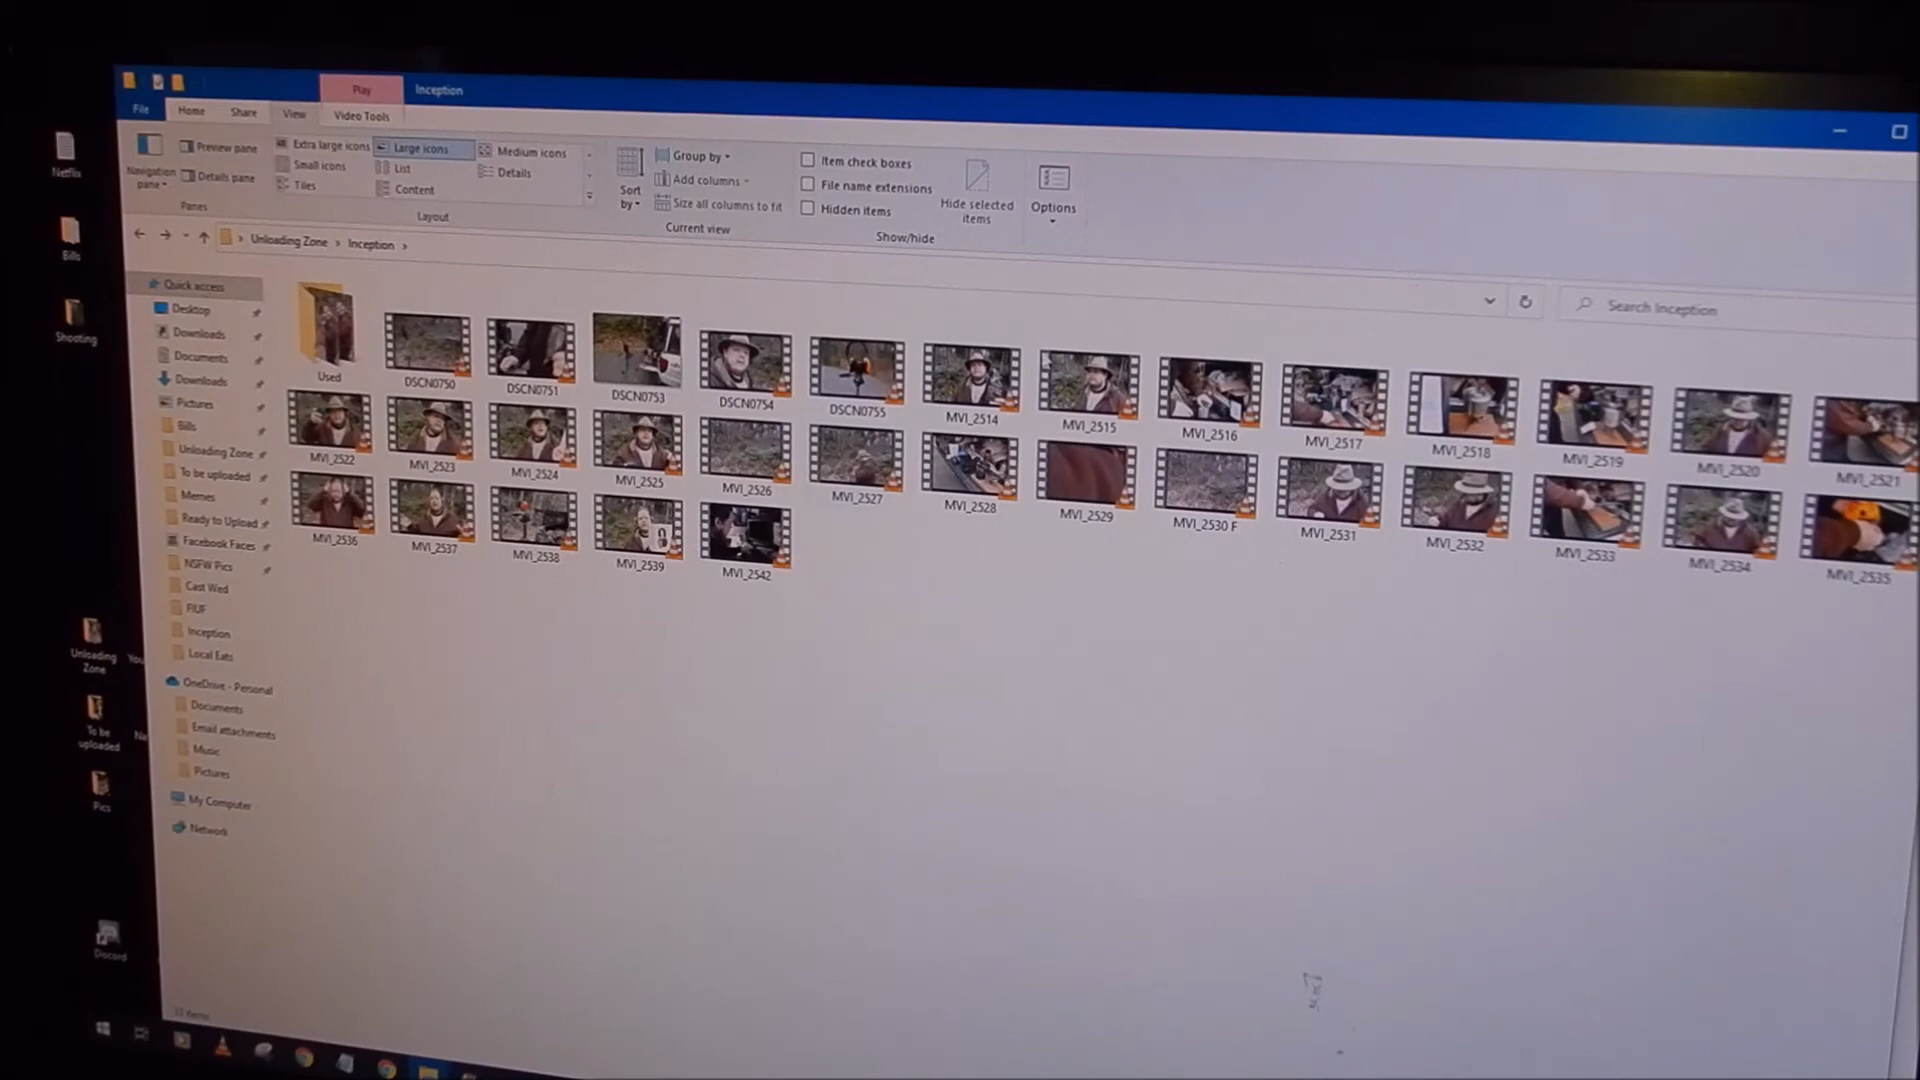 Play
Inception
File
Home
Share
View
Video Tools
Navigation pane
Preview pane
Details pane
Panes
Extra large icons
Large icons
Medium icons
Small icons
List
Details
Tiles
Content
Layout
Sort by
Group by
Add columns
Size all columns to fit
Current view
Item check boxes
File name extensions
Hidden items
Hide selected items
Show/hide
Options
Unloading Zone
Inception
Search Inception
Netflix
Bills
Shooting
Unloading Zone
To be uploaded
Pics
Discord
Quick access
Desktop
Downloads
Documents
Downloads
Pictures
Bills
Unloading Zone
To be uploaded
Memes
Ready to Upload
Facebook Faces
NSFW Pics
Cast Wed
FIUF
Inception
Local Eats
OneDrive - Personal
Documents
Email attachments
Music
Pictures
My Computer
Network
Used
DSCN0750
DSCN0751
DSCN0753
DSCN0754
DSCN0755
MVI_2514
MVI_2515
MVI_2516
MVI_2517
MVI_2518
MVI_2519
MVI_2520
MVI_2521
MVI_2522
MVI_2523
MVI_2524
MVI_2525
MVI_2526
MVI_2527
MVI_2528
MVI_2529
MVI_2530 F
MVI_2531
MVI_2532
MVI_2533
MVI_2534
MVI_2535
MVI_2536
MVI_2537
MVI_2538
MVI_2539
MVI_2542